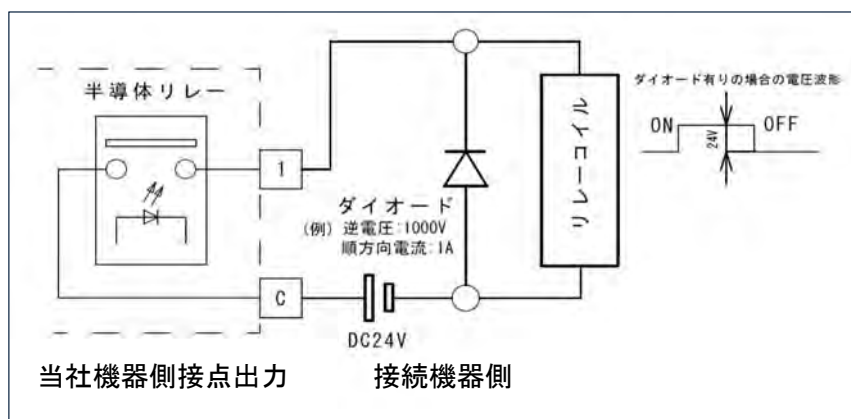 半導体リレー
1
C
ダイオード
(例) 逆電圧:1000V
順方向電流:1A
DC24V
リレーコイル
ダイオード有りの場合の電圧波形
ON
24V
OFF
当社機器側接点出力
接続機器側